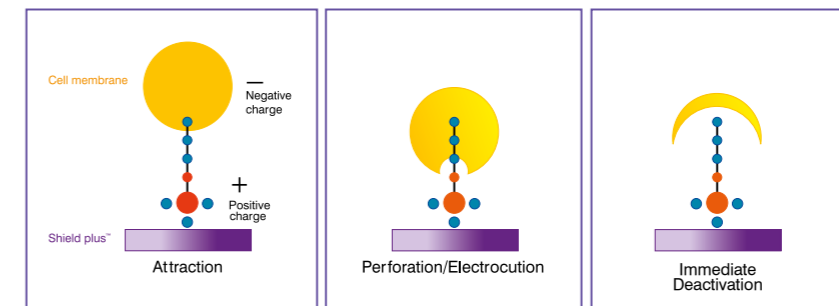 Cell membrane
−
Negative
charge
+
Positive
charge
Shield plus™
Attraction
Perforation/Electrocution
Immediate
Deactivation